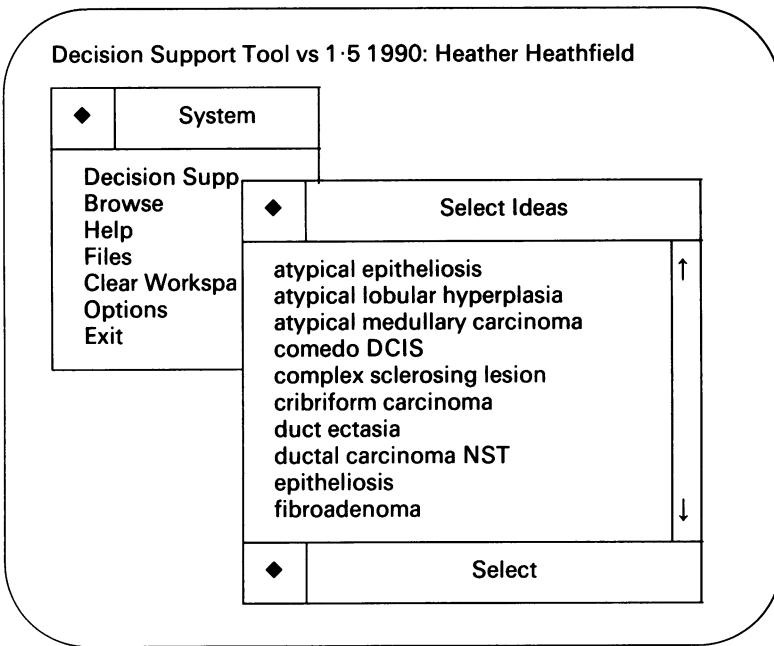 Decision Support Tool vs 1·5 1990: Heather Heathfield
◆ System
Decision Supp
Browse
Help
Files
Clear Workspa
Options
Exit
◆ Select Ideas
atypical epitheliosis
atypical lobular hyperplasia
atypical medullary carcinoma
comedo DCIS
complex sclerosing lesion
cribriform carcinoma
duct ectasia
ductal carcinoma NST
epitheliosis
fibroadenoma
↑
↓
◆ Select